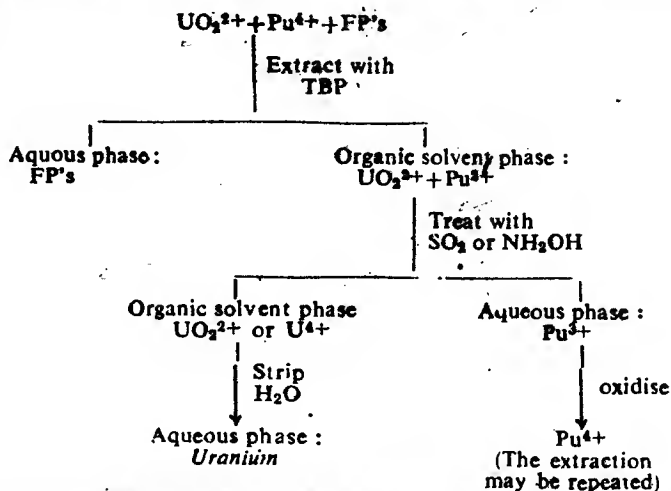 UO₂²⁺+Pu⁴⁺+FP's
Extract with
TBP
Aquous phase:
FP's
Organic solvent phase :
UO₂²⁺+Pu³⁺
Treat with
SO₂ or NH₂OH
Organic solvent phase
UO₂²⁺ or U⁴⁺
Aqueous phase :
Pu³⁺
Strip
H₂O
oxidise
Aqueous phase :
Uranium
Pu⁴⁺
(The extraction
may be repeated)